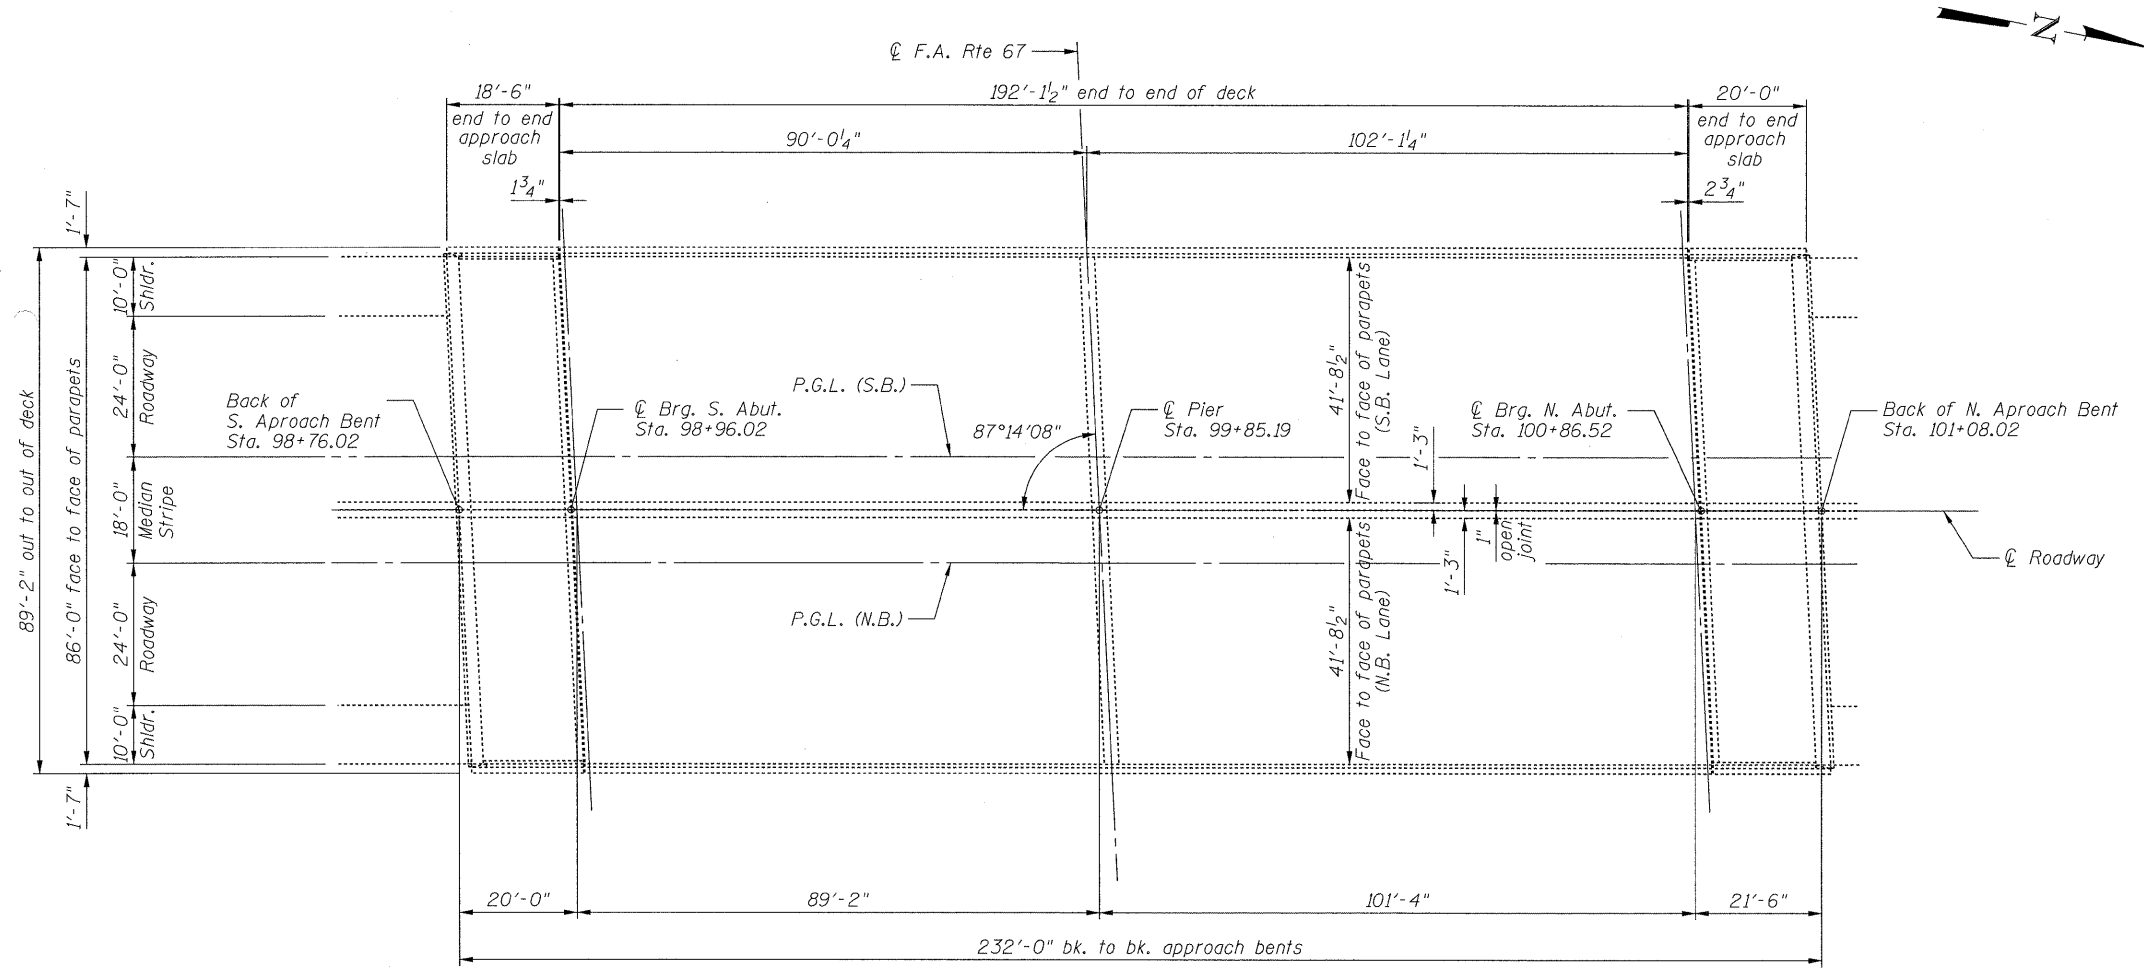 N
℄ F.A. Rte 67
18'-6"
end to end
approach
slab
192'-1½" end to end of deck
20'-0"
end to end
approach
slab
90'-0¼"
102'-1¼"
1¾"
2¾"
1'-7"
10'-0"
Shldr.
24'-0"
Roadway
18'-0"
Median
Stripe
24'-0"
Roadway
10'-0"
Shldr.
1'-7"
89'-2" out to out of deck
86'-0" face to face of parapets
Back of
S. Aproach Bent
Sta. 98+76.02
℄ Brg. S. Abut.
Sta. 98+96.02
P.G.L. (S.B.)
87°14'08"
℄ Pier
Sta. 99+85.19
41'-8½"
Face to face of parapets
(S.B. Lane)
1'-3"
℄ Brg. N. Abut.
Sta. 100+86.52
Back of N. Aproach Bent
Sta. 101+08.02
P.G.L. (N.B.)
41'-8½"
Face to face of parapets
(N.B. Lane)
1'-3"
1"
open
joint
℄ Roadway
20'-0"
89'-2"
101'-4"
21'-6"
232'-0" bk. to bk. approach bents